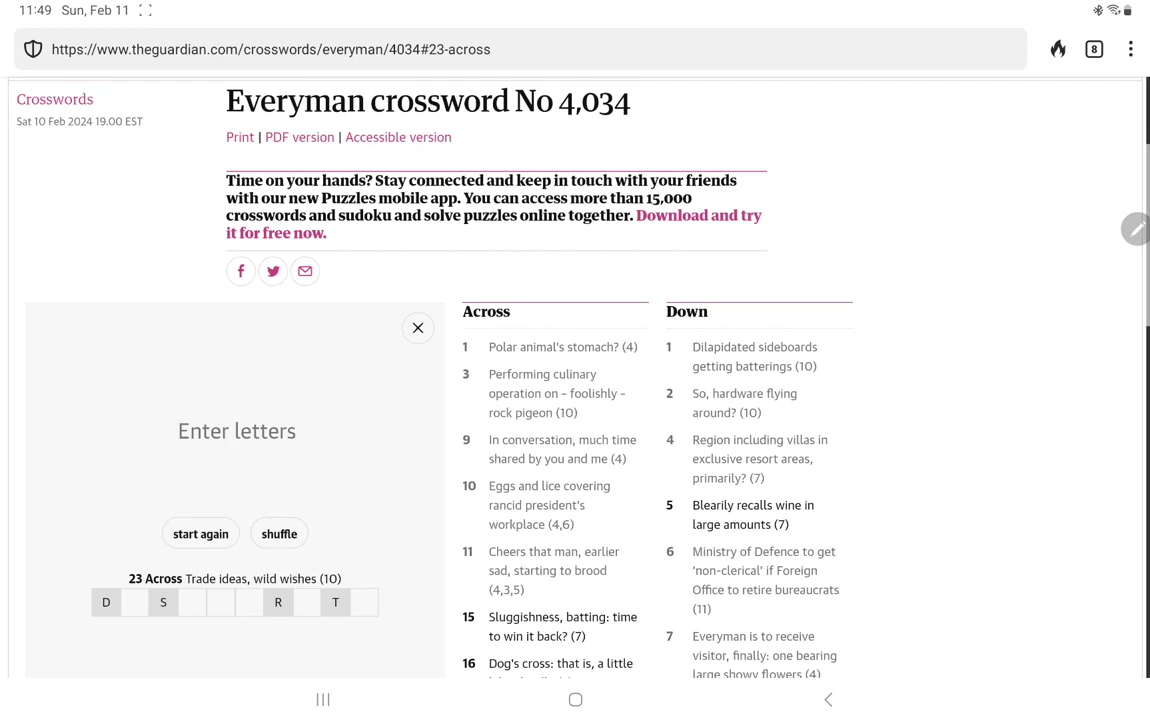 11:49 Sun, Feb 11
https://www.theguardian.com/crosswords/everyman/4034#23-across
8
Crosswords
Sat 10 Feb 2024 19.00 EST
Everyman crossword No 4,034
Print | PDF version | Accessible version
Time on your hands? Stay connected and keep in touch with your friends
with our new Puzzles mobile app. You can access more than 15,000
crosswords and sudoku and solve puzzles online together. Download and try
it for free now.
Enter letters
start again
shuffle
23 Across Trade ideas, wild wishes (10)
D S R T
Across
1 Polar animal's stomach? (4)
3 Performing culinary
operation on – foolishly –
rock pigeon (10)
9 In conversation, much time
shared by you and me (4)
10 Eggs and lice covering
rancid president's
workplace (4,6)
11 Cheers that man, earlier
sad, starting to brood
(4,3,5)
15 Sluggishness, batting: time
to win it back? (7)
16 Dog's cross: that is, a little
Down
1 Dilapidated sideboards
getting batterings (10)
2 So, hardware flying
around? (10)
4 Region including villas in
exclusive resort areas,
primarily? (7)
5 Blearily recalls wine in
large amounts (7)
6 Ministry of Defence to get
'non-clerical' if Foreign
Office to retire bureaucrats
(11)
7 Everyman is to receive
visitor, finally: one bearing
large showy flowers (4)